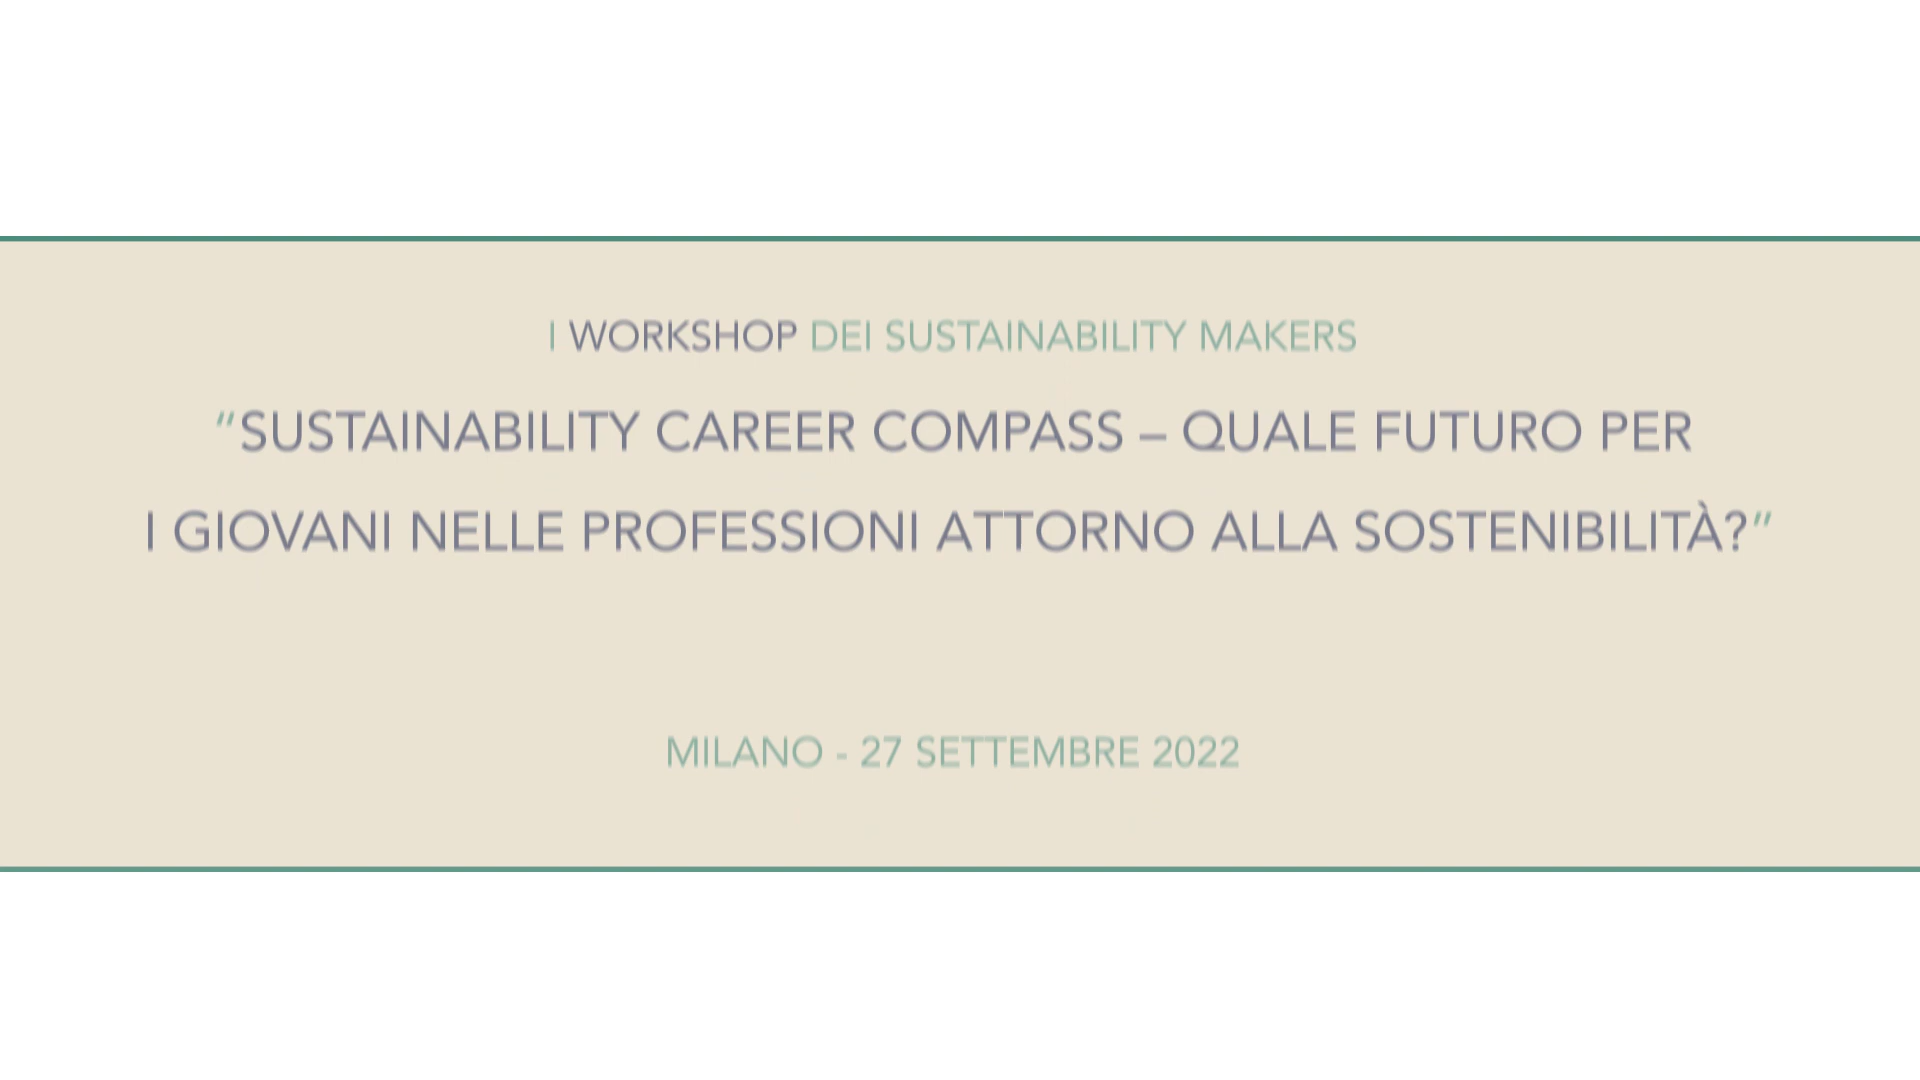 I WORKSHOP DEI SUSTAINABILITY MAKERS
“SUSTAINABILITY CAREER COMPASS – QUALE FUTURO PER
I GIOVANI NELLE PROFESSIONI ATTORNO ALLA SOSTENIBILITÀ?”
MILANO - 27 SETTEMBRE 2022